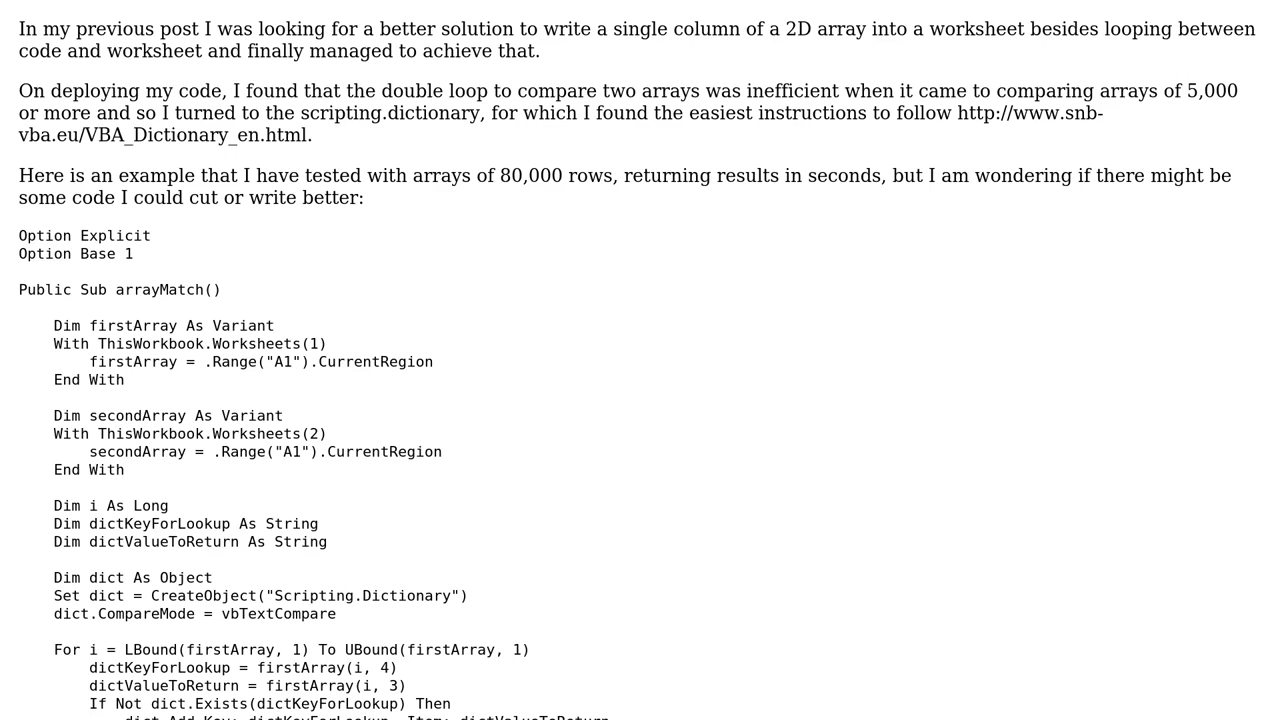 In my previous post I was looking for a better solution to write a single column of a 2D array into a worksheet besides looping between
code and worksheet and finally managed to achieve that.
On deploying my code, I found that the double loop to compare two arrays was inefficient when it came to comparing arrays of 5,000
or more and so I turned to the scripting.dictionary, for which I found the easiest instructions to follow http://www.snb-
vba.eu/VBA_Dictionary_en.html.
Here is an example that I have tested with arrays of 80,000 rows, returning results in seconds, but I am wondering if there might be
some code I could cut or write better:
Option Explicit
Option Base 1
Public Sub arrayMatch()
    Dim firstArray As Variant
    With ThisWorkbook.Worksheets(1)
        firstArray = .Range("A1").CurrentRegion
    End With
    Dim secondArray As Variant
    With ThisWorkbook.Worksheets(2)
        secondArray = .Range("A1").CurrentRegion
    End With
    Dim i As Long
    Dim dictKeyForLookup As String
    Dim dictValueToReturn As String
    Dim dict As Object
    Set dict = CreateObject("Scripting.Dictionary")
    dict.CompareMode = vbTextCompare
    For i = LBound(firstArray, 1) To UBound(firstArray, 1)
        dictKeyForLookup = firstArray(i, 4)
        dictValueToReturn = firstArray(i, 3)
        If Not dict.Exists(dictKeyForLookup) Then
            dict.Add Key:=dictKeyForLookup, Item:=dictValueToReturn